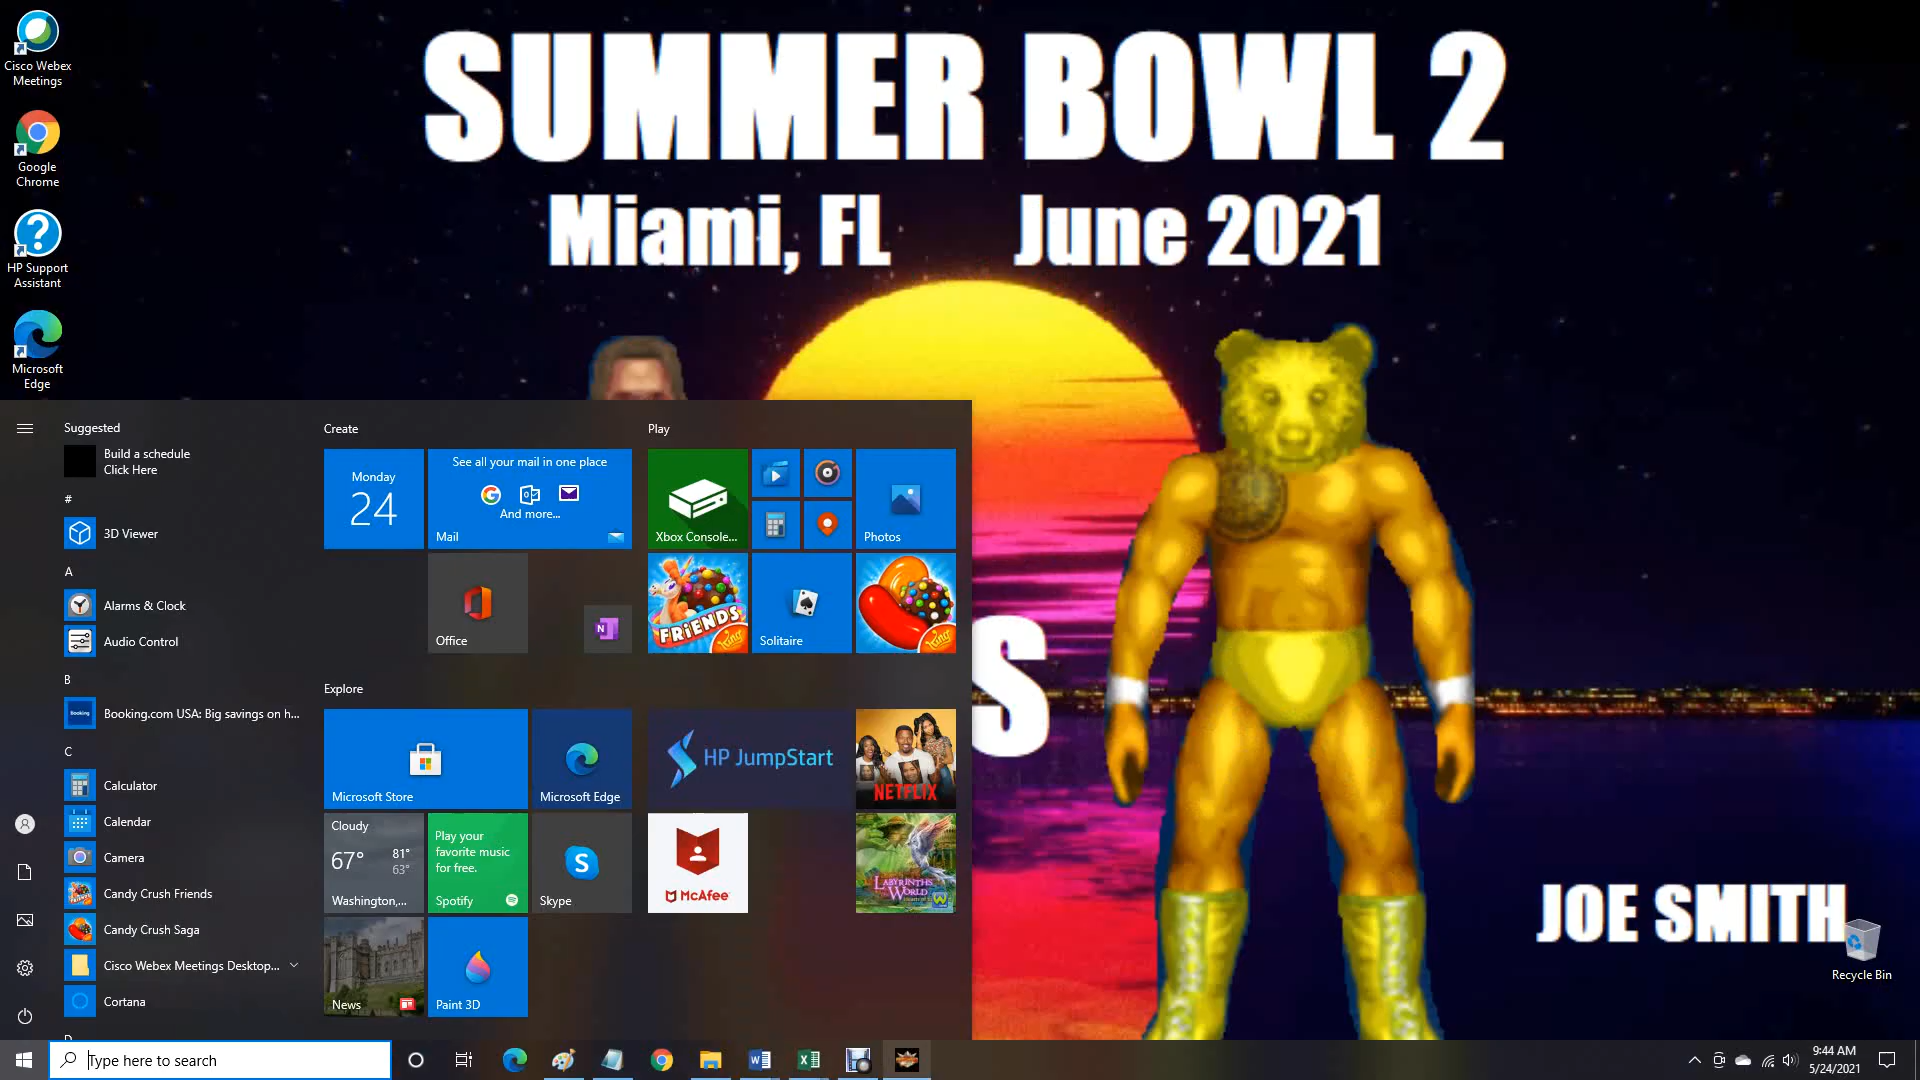 SUMMER BOWL 2
Miami, FL June 2021
S
JOE SMITH
Cisco Webex
Meetings
Google
Chrome
HP Support
Assistant
Microsoft
Edge
Recycle Bin
Suggested
Build a schedule
Click Here
#
3D Viewer
A
Alarms & Clock
Audio Control
B
Booking
Booking.com USA: Big savings on h...
C
Calculator
Calendar
Camera
Candy Crush Friends
Candy Crush Saga
Cisco Webex Meetings Desktop...
Cortana
Create
Monday
24
See all your mail in one place
And more...
Mail
Office
N
Explore
Microsoft Store
Microsoft Edge
Cloudy
67°
81°
63°
Washington,...
Play your
favorite music
for free.
Spotify
Skype
News
Paint 3D
Play
Xbox Console...
Photos
FRIENDS
King
Solitaire
King
HP JumpStart
NETFLIX
McAfee
LABYRINTHS
WORLD
Type here to search
9:44 AM
5/24/2021